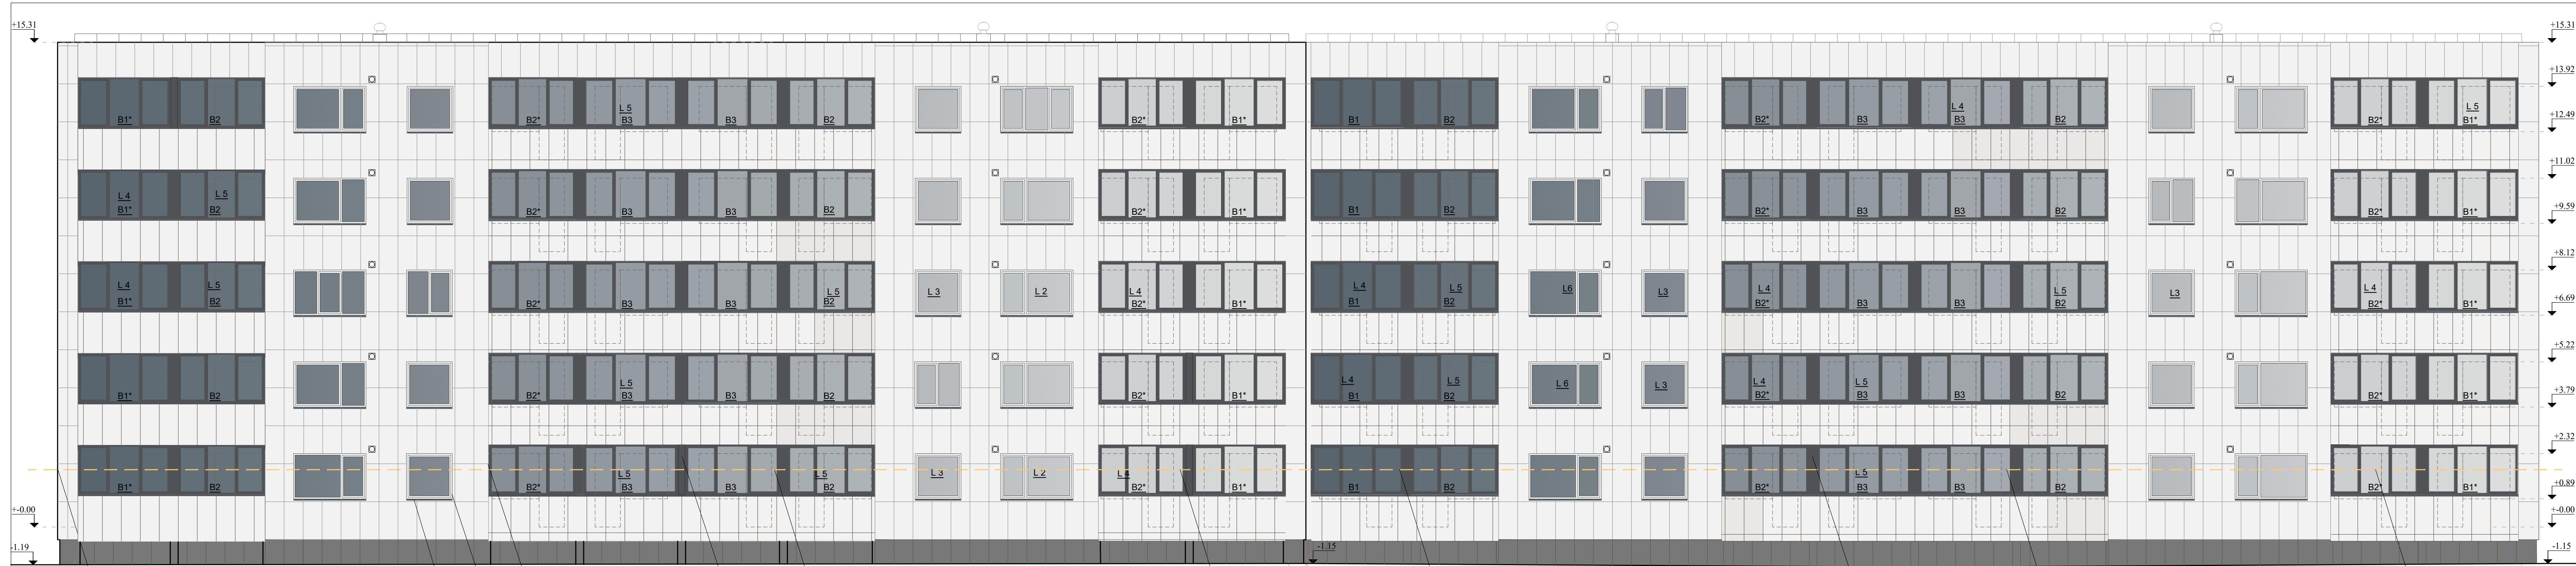 +15.31
+15.31
+13.92
L 5
L 4
L 5
B1* B2 B2* B3 B3 B2 B2* B1* B1 B2 B2* B3 B3 B2 B2* B1*
+12.49
+11.02
L 4 L 5
B1* B2 B2* B3 B3 B2 B2* B1* B1 B2 B2* B3 B3 B2 B2* B1*
+9.59
+8.12
L 4 L 5 L 5 L 3 L 2 L 4 L 4 L 5 L6 L3 L 4 L 5 L3 L 4
B1* B2 B2* B3 B3 B2 B2* B1* B1 B2 B2* B3 B3 B2 B2* B1*
+6.69
+5.22
L 5 L 4 L 5 L 6 L 3 L 4 L 5
B1* B2 B2* B3 B3 B2 B2* B1* B1 B2 B2* B3 B3 B2 B2* B1*
+3.79
+2.32
L 5 L 5 L 3 L 2 L 4 L 5
B1* B2 B2* B3 B3 B2 B2* B1* B1 B2 B2* B3 B3 B2 B2* B1*
+0.89
+-0.00
+-0.00
-1.19
-1.15
-1.15